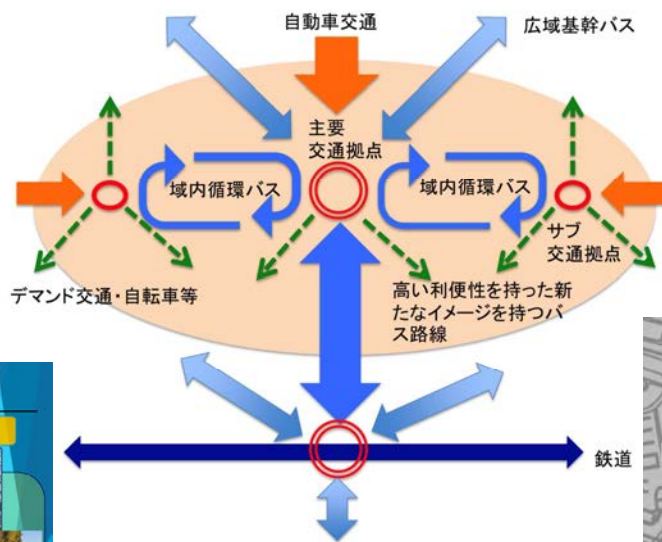 自動車交通
広域基幹バス
主要
交通拠点
域内循環バス
域内循環バス
サブ
交通拠点
デマンド交通・自転車等
高い利便性を持った新
たなイメージを持つバ
ス路線
鉄道